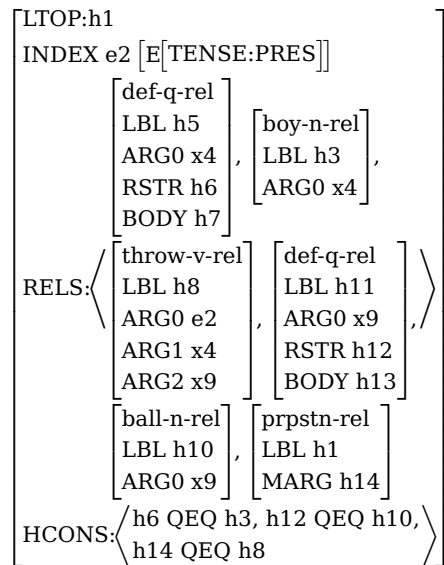 LTOP:h1
INDEX e2 [E[TENSE:PRES]]
RELS:⟨[def-q-rel
LBL h5
ARG0 x4
RSTR h6
BODY h7],
[boy-n-rel
LBL h3
ARG0 x4],
[throw-v-rel
LBL h8
ARG0 e2
ARG1 x4
ARG2 x9],
[def-q-rel
LBL h11
ARG0 x9
RSTR h12
BODY h13],
[ball-n-rel
LBL h10
ARG0 x9],
[prpstn-rel
LBL h1
MARG h14]⟩
HCONS:⟨h6 QEQ h3, h12 QEQ h10,
h14 QEQ h8⟩